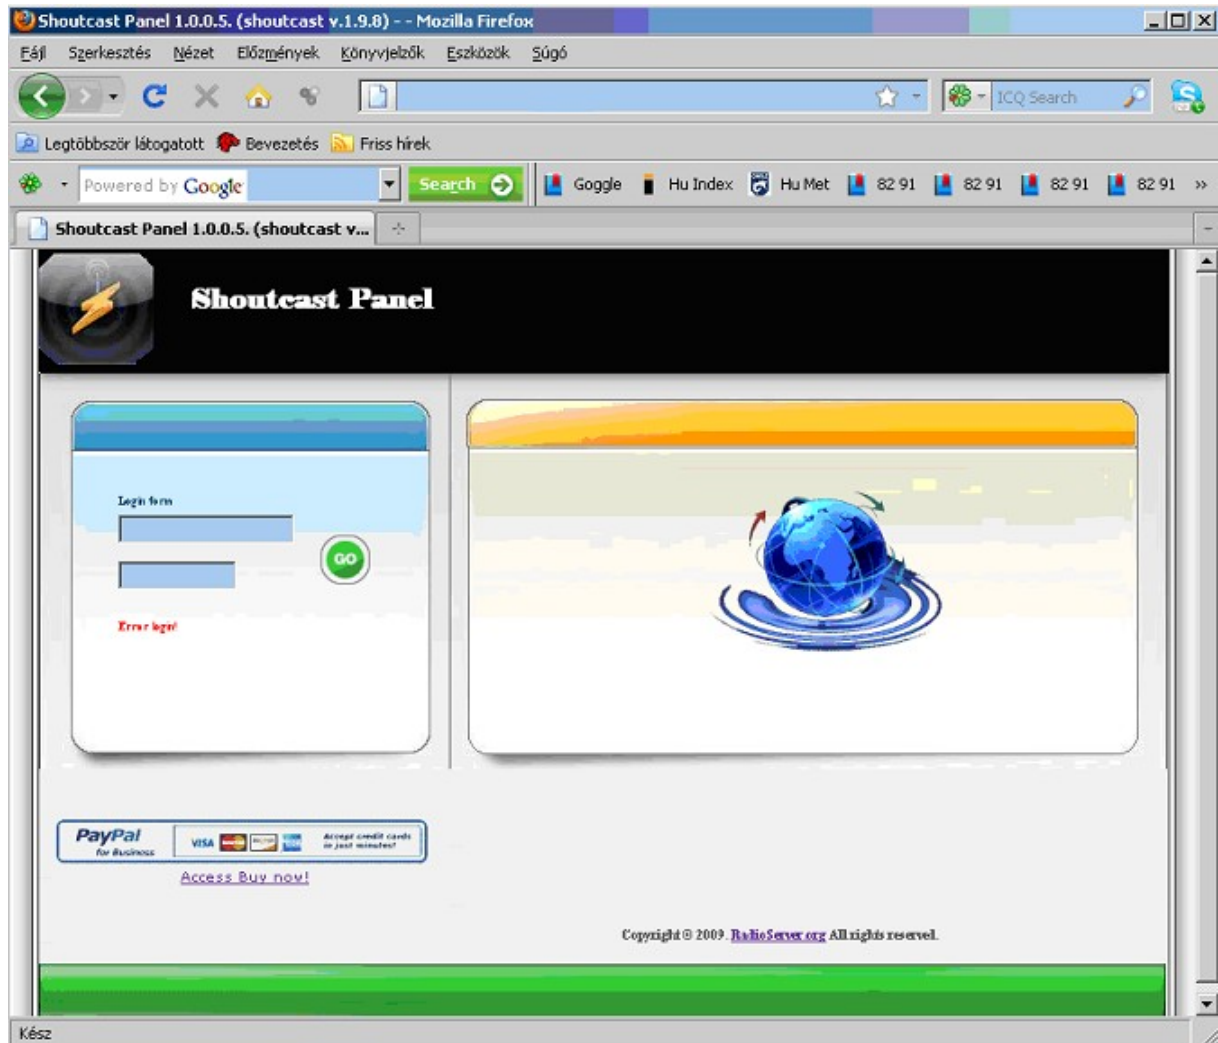 Shoutcast Panel 1.0.0.5. (shoutcast v.1.9.8) - - Mozilla Firefox
Fájl Szerkesztés Nézet Előzmények Könyvjelzők Eszközök Súgó
ICQ Search
Legtöbbször látogatott Bevezetés Friss hírek
Powered by Google Search Goggle Hu Index Hu Met 82 91 82 91 82 91 82 91 »
Shoutcast Panel 1.0.0.5. (shoutcast v...
Shoutcast Panel
Login form
GO
Error login!
PayPal for Business VISA Accept credit cards in just minutes!
Access Buy now!
Copyright © 2009. RadioServer.org All rights reserved.
Kész